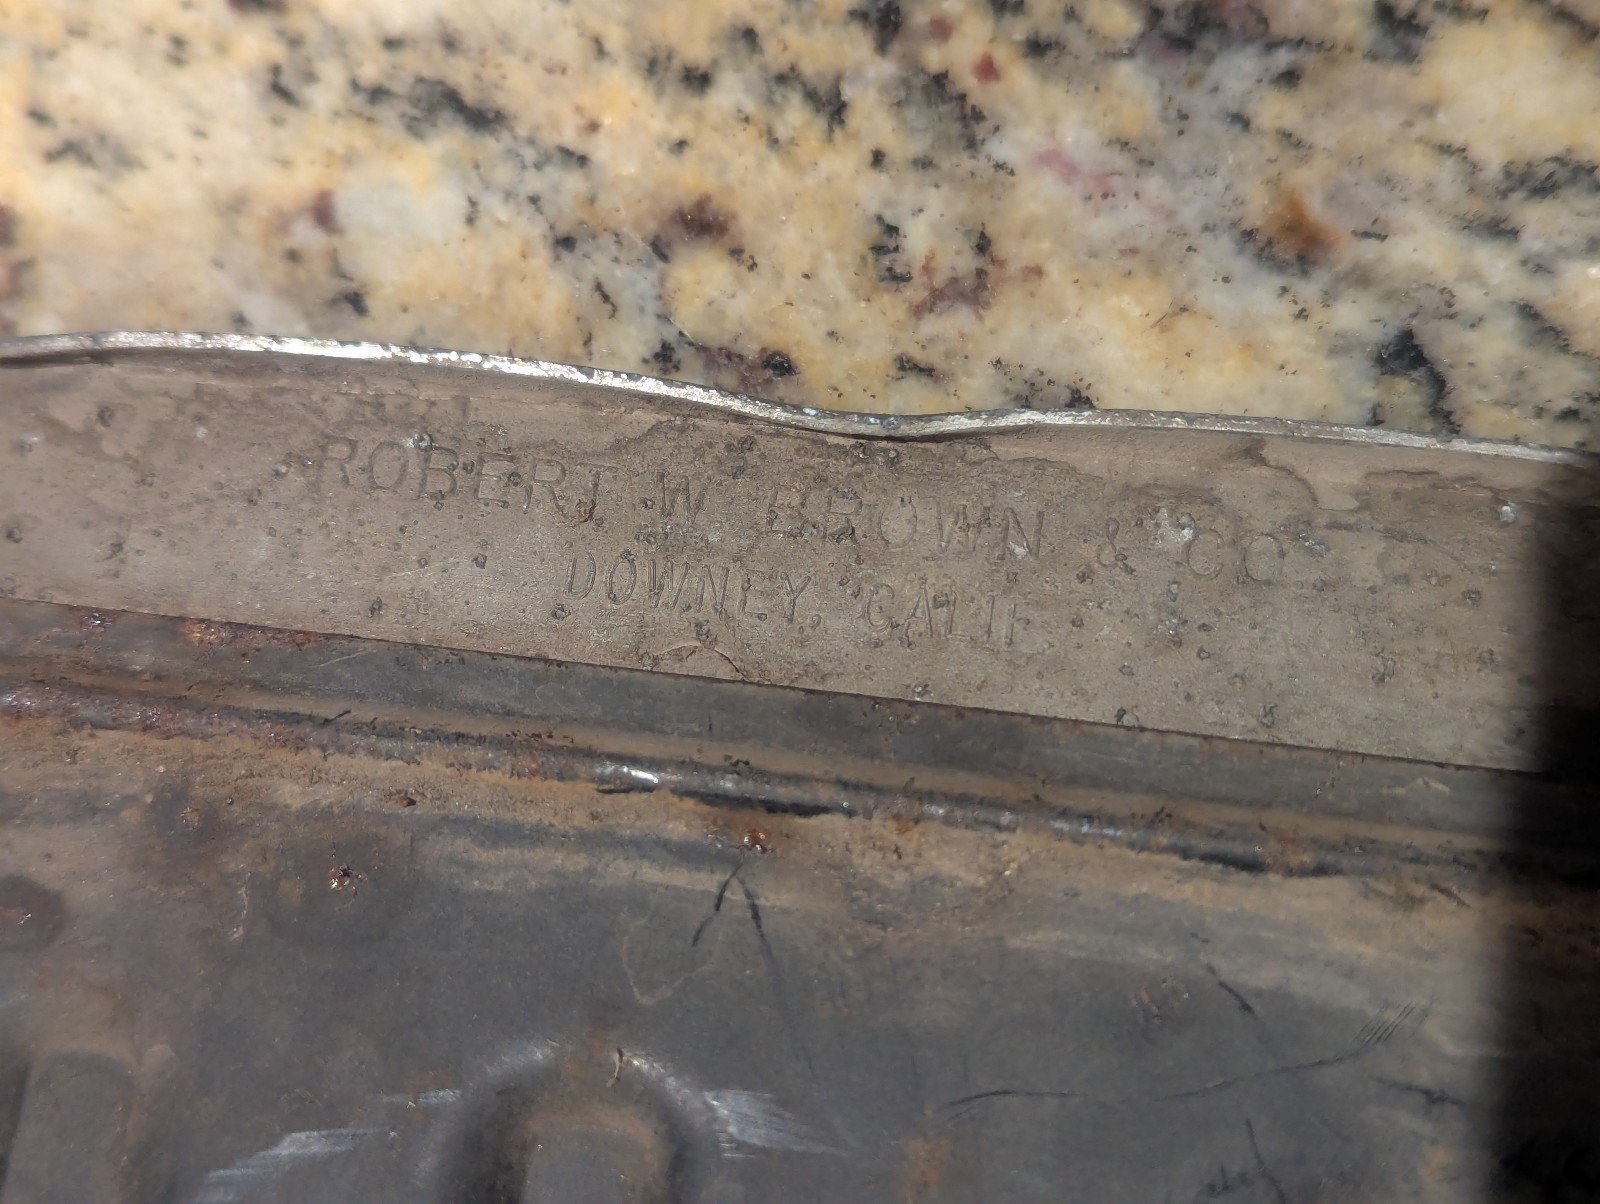 ROBERT W. BROWN & CO.
DOWNEY, CALIF.